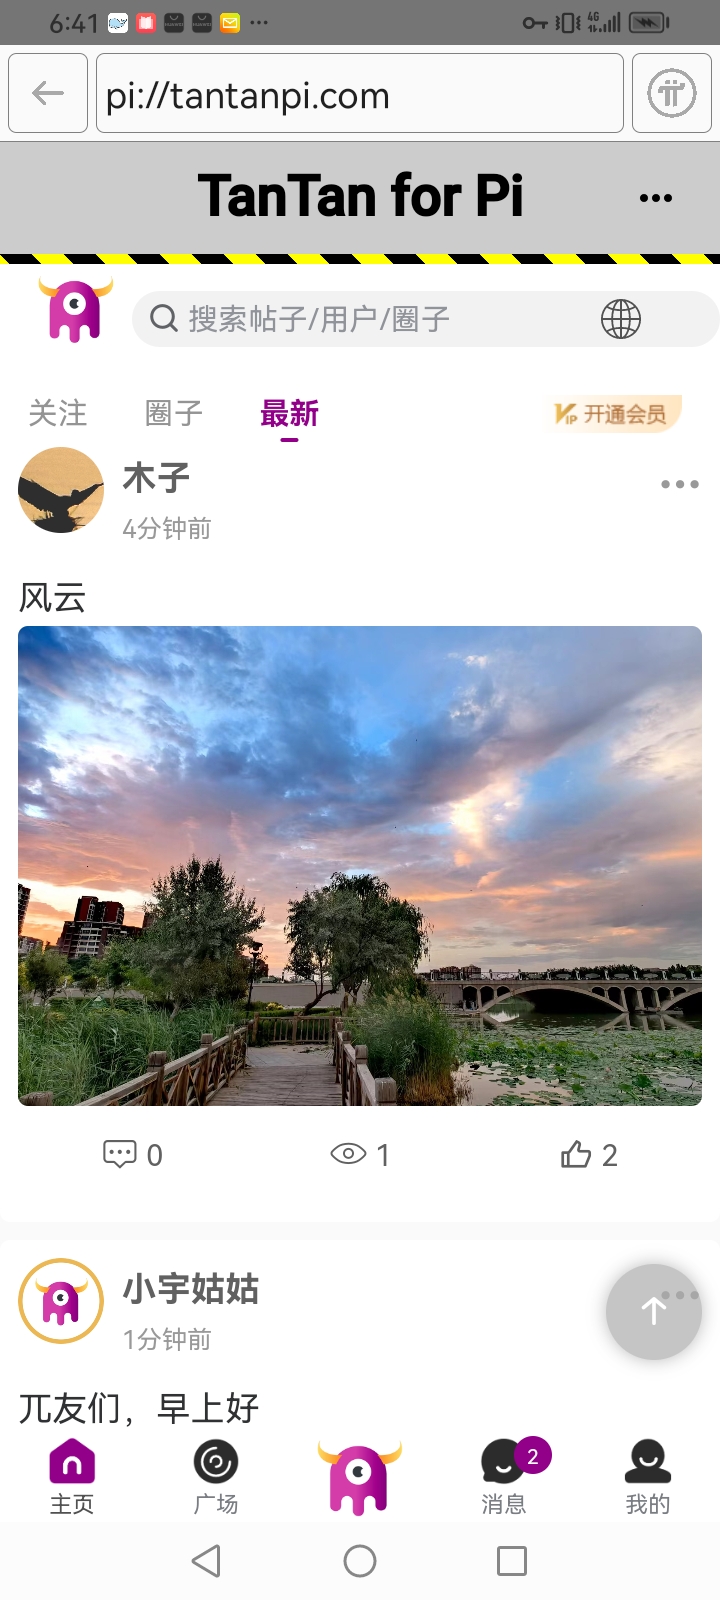 6:41
4G
pi://tantanpi.com
TanTan for Pi
搜索帖子/用户/圈子
关注 圈子 最新
VIP 开通会员
木子
4分钟前
风云
0 1 2
小宇姑姑
1分钟前
兀友们，早上好
2
主页 广场 消息 我的